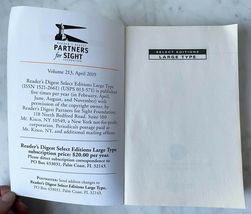 PARTNERS
for SIGHT
Volume 213, April 2010
Reader's Digest Select Editions Large Type
(ISSN 1521-2661) (USPS 013-571) is published
five times per year (in February, April,
June, August, and November) with
permission of the copyright owner, by
Reader's Digest Partners for Sight Foundation,
118 North Bedford Road, Suite 300
Mt. Kisco, NY 10549, a New York not-for-profit
corporation. Periodicals postage paid at
Mt. Kisco, NY, and additional mailing offices.
Reader's Digest Select Editions Large Type
subscription price: $20.00 per year.
Please direct subscription correspondence to
PO Box 433031, Palm Coast, FL 32143.
POSTMASTER: Send address changes to
Reader's Digest Select Editions Large Type,
PO Box 433031, Palm Coast, FL 32143.
SELECT EDITIONS
LARGE TYPE